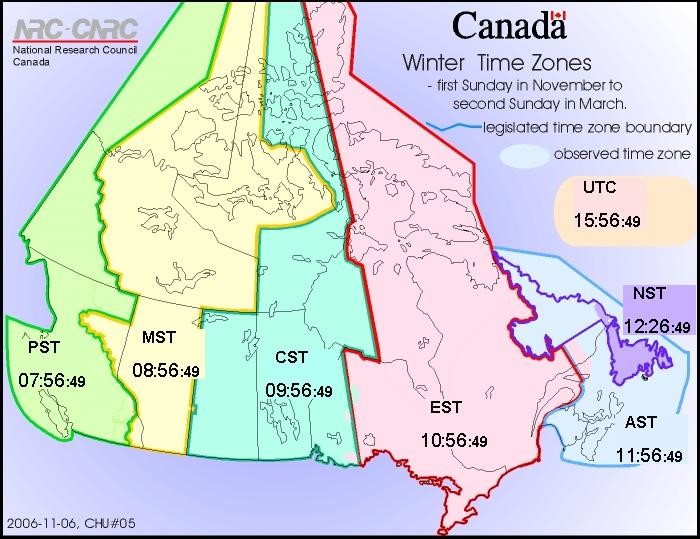 NRC·CNRC
National Research Council
Canada
Canada
Winter Time Zones
- first Sunday in November to
second Sunday in March.
legislated time zone boundary
observed time zone
UTC
15:56:49
NST
12:26:49
PST
07:56:49
MST
08:56:49
CST
09:56:49
EST
10:56:49
AST
11:56:49
2006-11-06, CHU#05